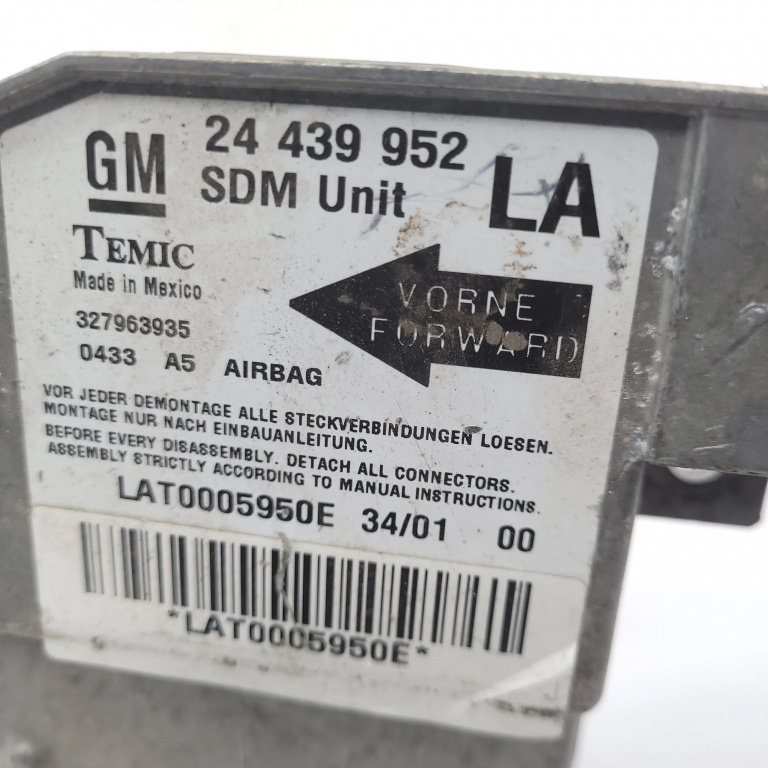 GM 24 439 952
SDM Unit LA
TEMIC
Made in Mexico
VORNE
FORWARD
327963935
0433 A5 AIRBAG
VOR JEDER DEMONTAGE ALLE STECKVERBINDUNGEN LOESEN.
MONTAGE NUR NACH EINBAUANLEITUNG.
BEFORE EVERY DISASSEMBLY. DETACH ALL CONNECTORS.
ASSEMBLY STRICTLY ACCORDING TO MANUAL INSTRUCTIONS.
LAT0005950E 34/01 00
*LAT0005950E*